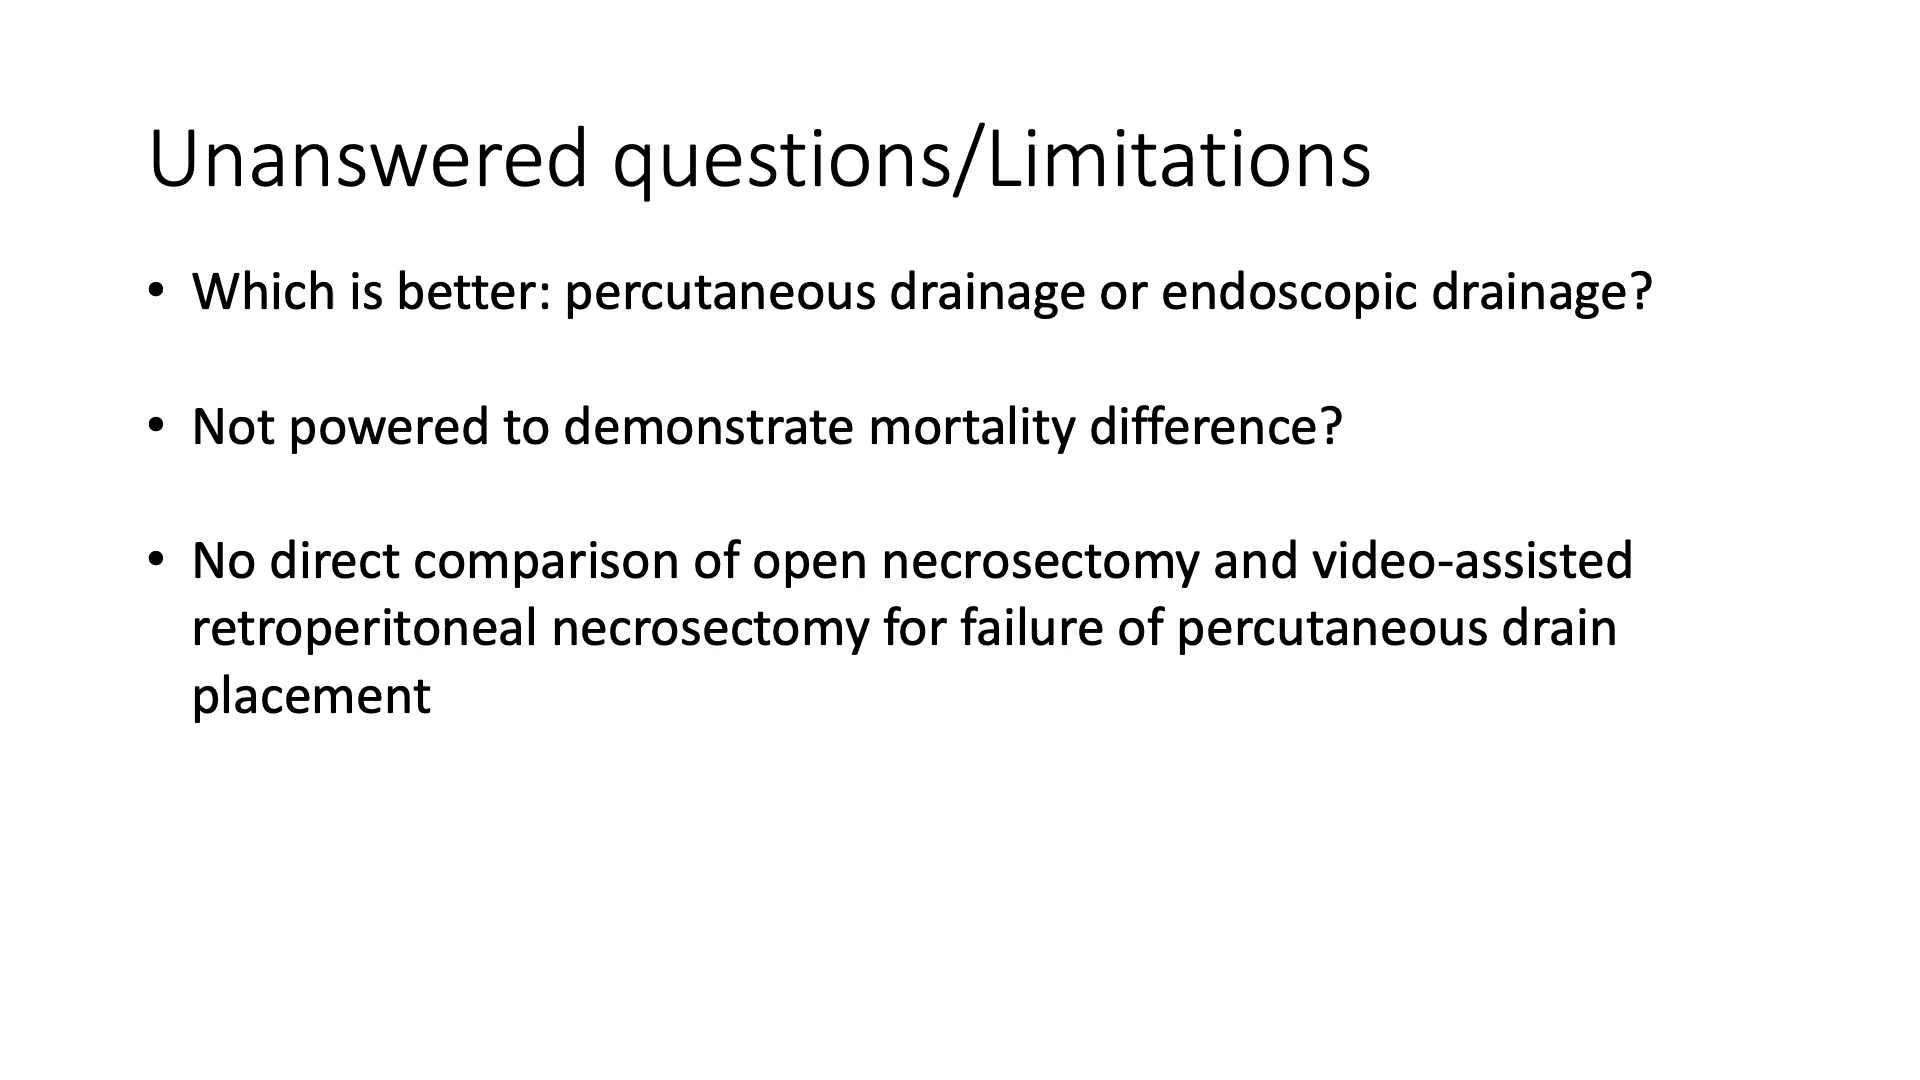 Unanswered questions/Limitations
• Which is better: percutaneous drainage or endoscopic drainage?
• Not powered to demonstrate mortality difference?
• No direct comparison of open necrosectomy and video-assisted
retroperitoneal necrosectomy for failure of percutaneous drain
placement